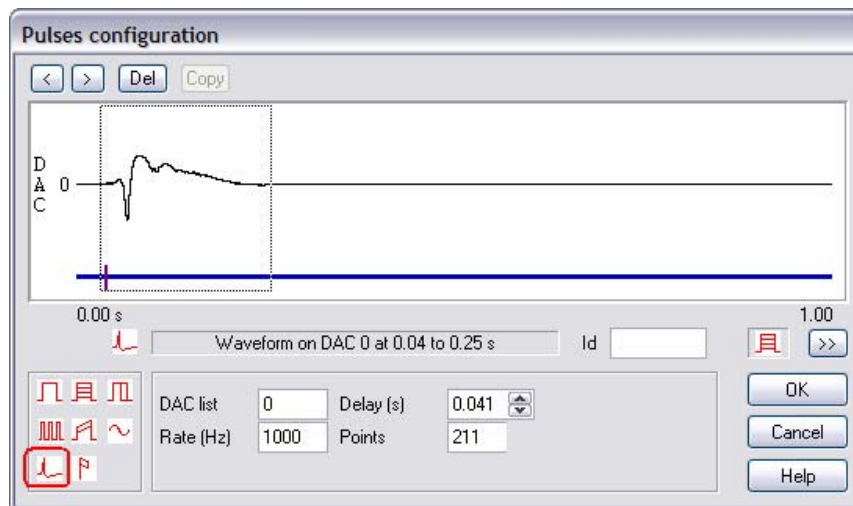 Pulses configuration
< > Del Copy
D
A 0
C
0.00 s 1.00
Waveform on DAC 0 at 0.04 to 0.25 s Id >>
DAC list 0 Delay (s) 0.041 OK
Rate (Hz) 1000 Points 211 Cancel
Help